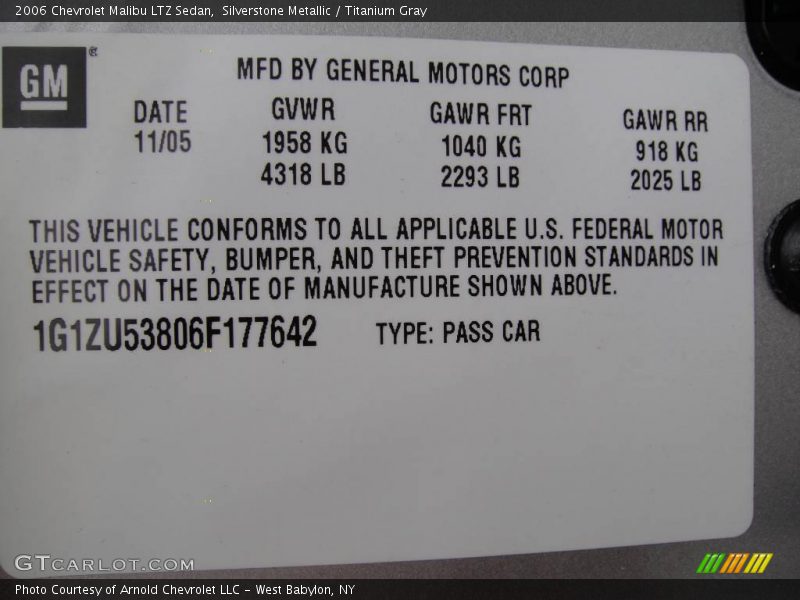 2006 Chevrolet Malibu LTZ Sedan,  Silverstone Metallic / Titanium Gray
GM ®
MFD BY GENERAL MOTORS CORP
DATE GVWR GAWR FRT GAWR RR
11/05 1958 KG 1040 KG 918 KG
4318 LB 2293 LB 2025 LB
THIS VEHICLE CONFORMS TO ALL APPLICABLE U.S. FEDERAL MOTOR
VEHICLE SAFETY, BUMPER, AND THEFT PREVENTION STANDARDS IN
EFFECT ON THE DATE OF MANUFACTURE SHOWN ABOVE.
1G1ZU53806F177642 TYPE: PASS CAR
GTCARLOT.COM
Photo Courtesy of Arnold Chevrolet LLC - West Babylon, NY